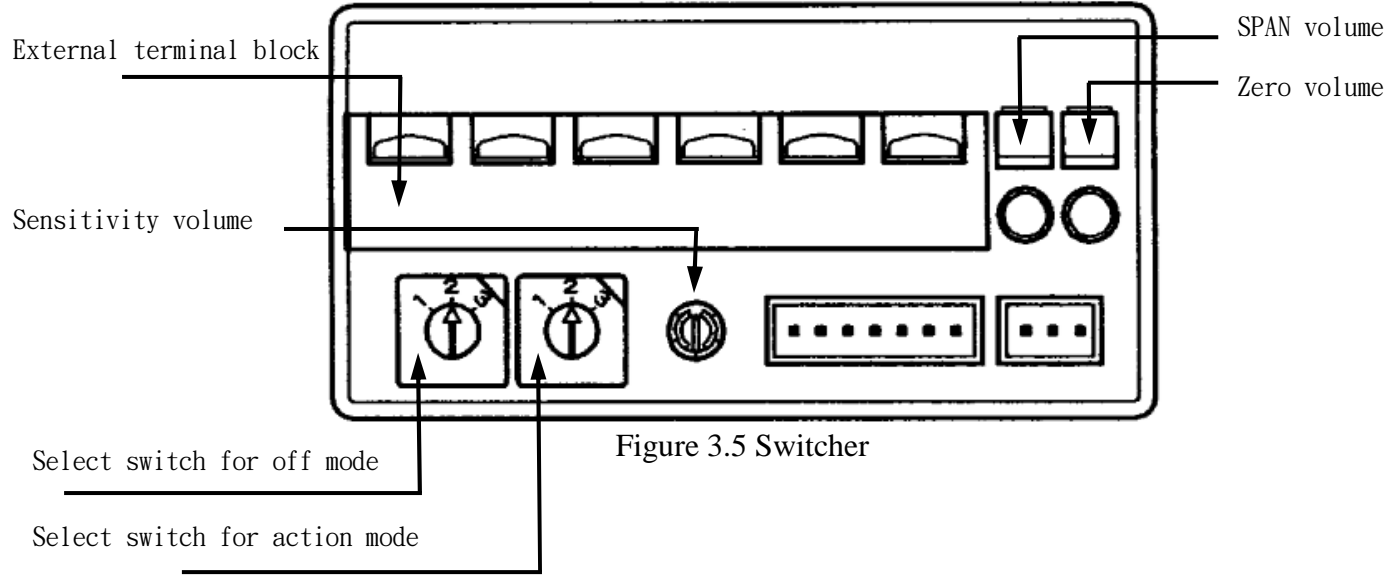 SPAN volume
External terminal block
Zero volume
Sensitivity volume
1 2 3
1 2 3
Figure 3.5 Switcher
Select switch for off mode
Select switch for action mode